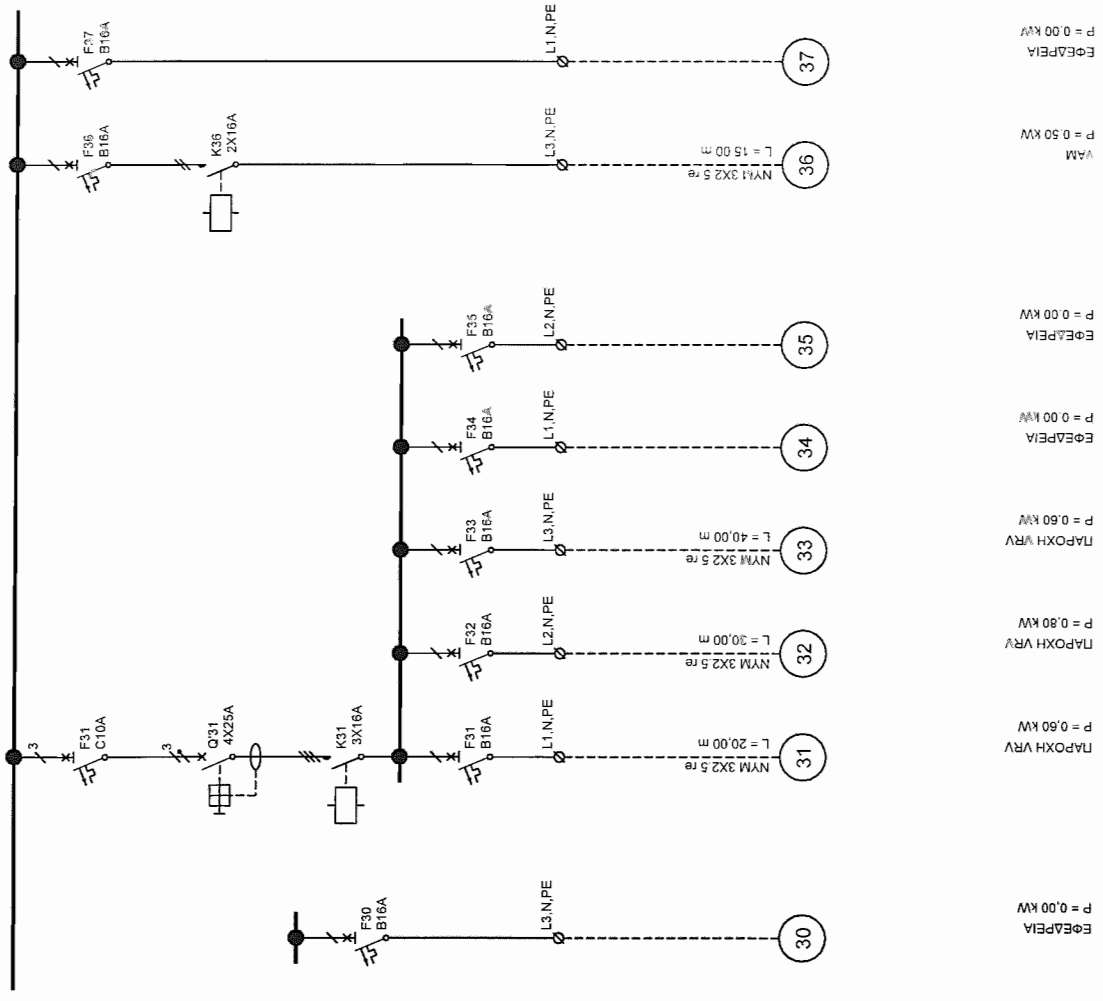 F37
B16A
L1,N,PE
37
ΕΦΕΔΡΕΙΑ
P = 0.00 kW
F36
B16A
K36
2X16A
L3,N,PE
NYM 3X2.5 re
L = 15.00 m
36
VAM
P = 0.50 kW
F35
B16A
L2,N,PE
35
ΕΦΕΔΡΕΙΑ
P = 0.00 kW
F34
B16A
L1,N,PE
34
ΕΦΕΔΡΕΙΑ
P = 0.00 kW
F33
B16A
L3,N,PE
NYM 3X2.5 re
L = 40,00 m
33
ΠΑΡΟΧΗ VRV
P = 0.60 kW
F32
B16A
L2,N,PE
NYM 3X2.5 re
L = 30,00 m
32
ΠΑΡΟΧΗ VRV
P = 0,80 kW
3
F31
C10A
3
Q'31
4X25A
K31
3X16A
F31
B16A
L1,N,PE
NYM 3X2.5 re
L = 20,00 m
31
ΠΑΡΟΧΗ VRV
P = 0,60 kW
F30
B16A
L3,N,PE
30
ΕΦΕΔΡΕΙΑ
P = 0,00 kW